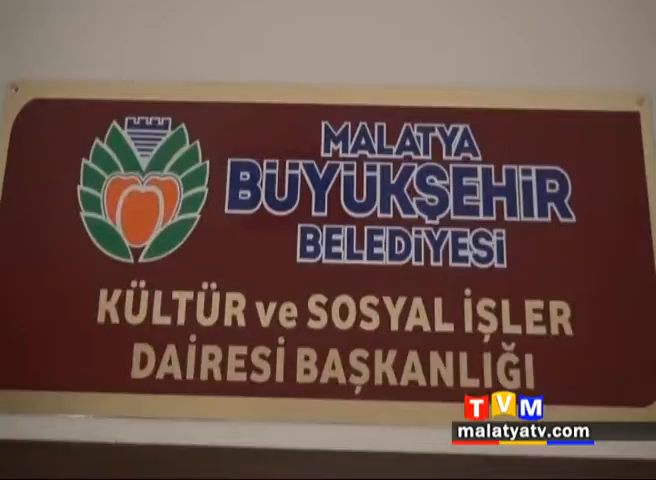 MALATYA
BÜYÜKŞEHİR
BELEDİYESİ
KÜLTÜR ve SOSYAL İŞLER
DAİRESİ BAŞKANLIĞI
TVM
malatyatv.com